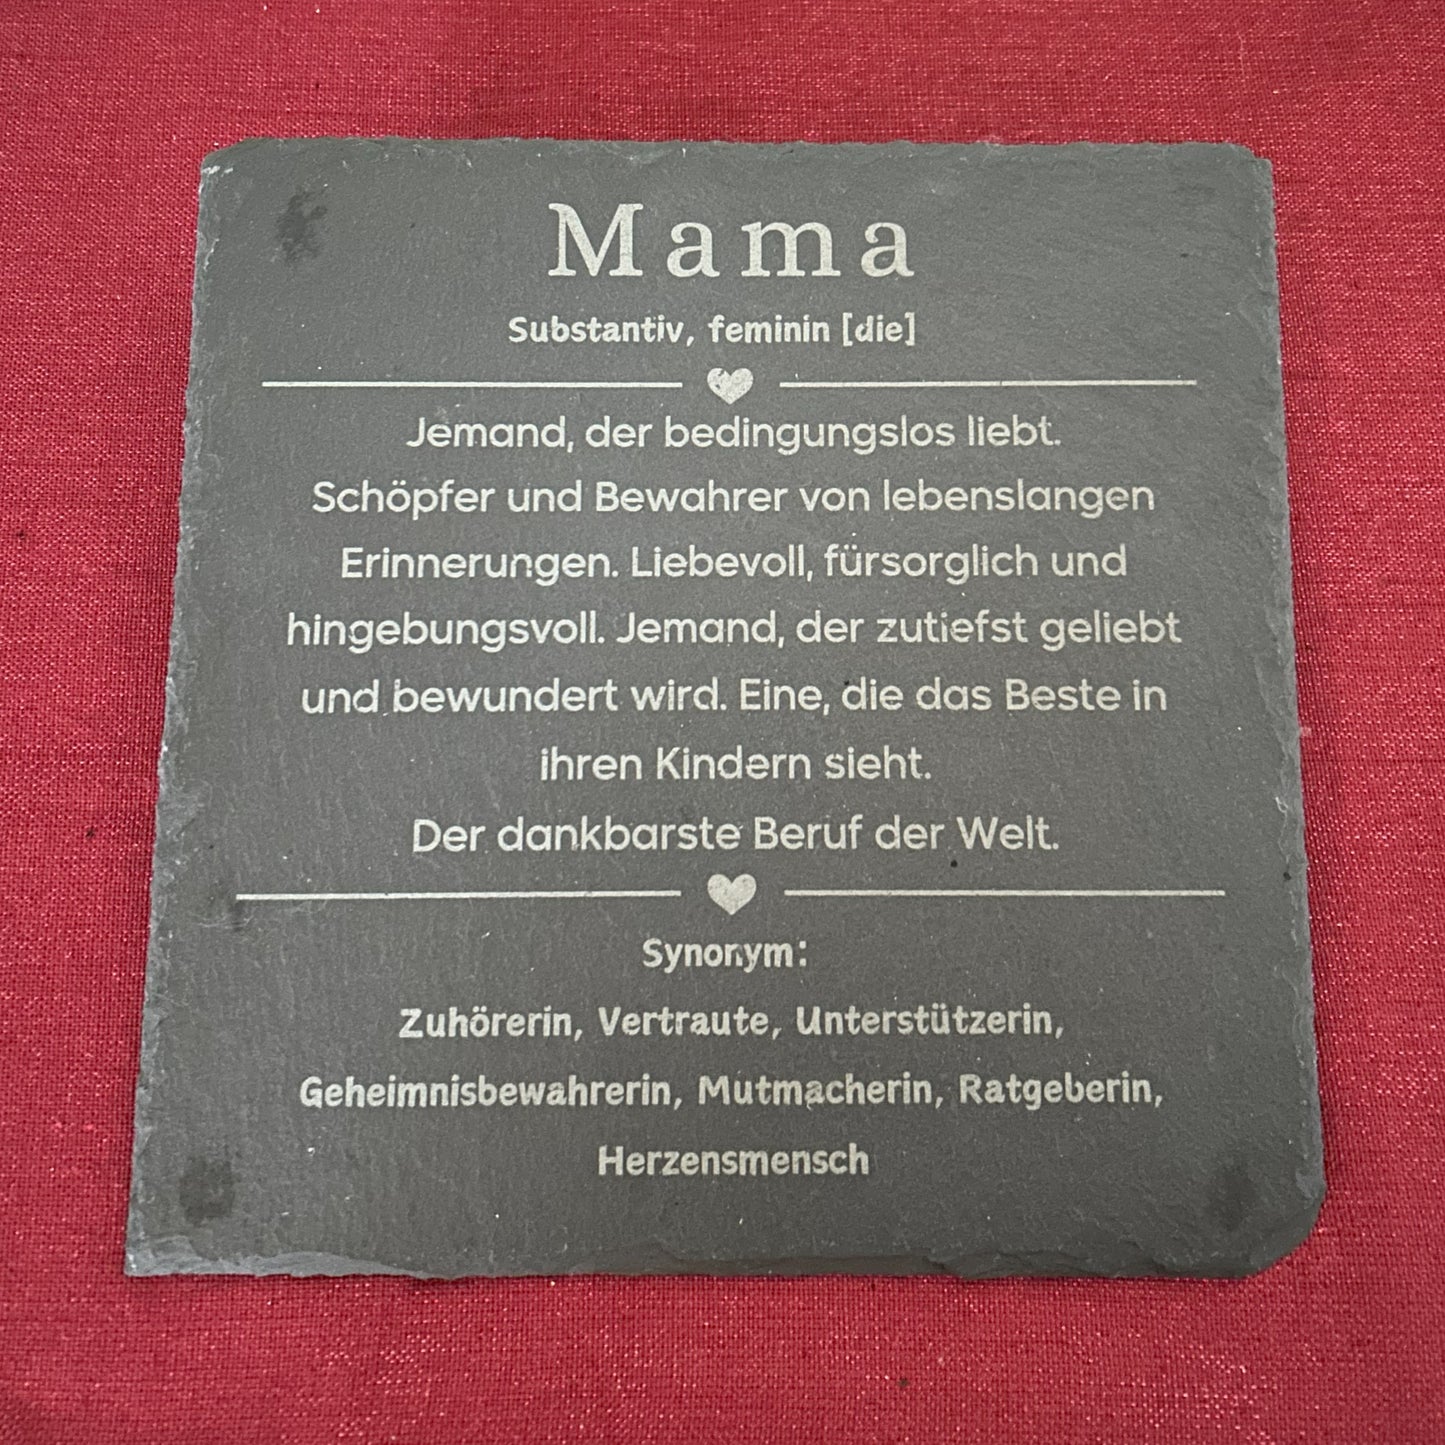 Mama
Substantiv, feminin [die]
Jemand, der bedingungslos liebt.
Schöpfer und Bewahrer von lebenslangen
Erinnerungen. Liebevoll, fürsorglich und
hingebungsvoll. Jemand, der zutiefst geliebt
und bewundert wird. Eine, die das Beste in
ihren Kindern sieht.
Der dankbarste Beruf der Welt.
Synonym:
Zuhörerin, Vertraute, Unterstützerin,
Geheimnisbewahrerin, Mutmacherin, Ratgeberin,
Herzensmensch